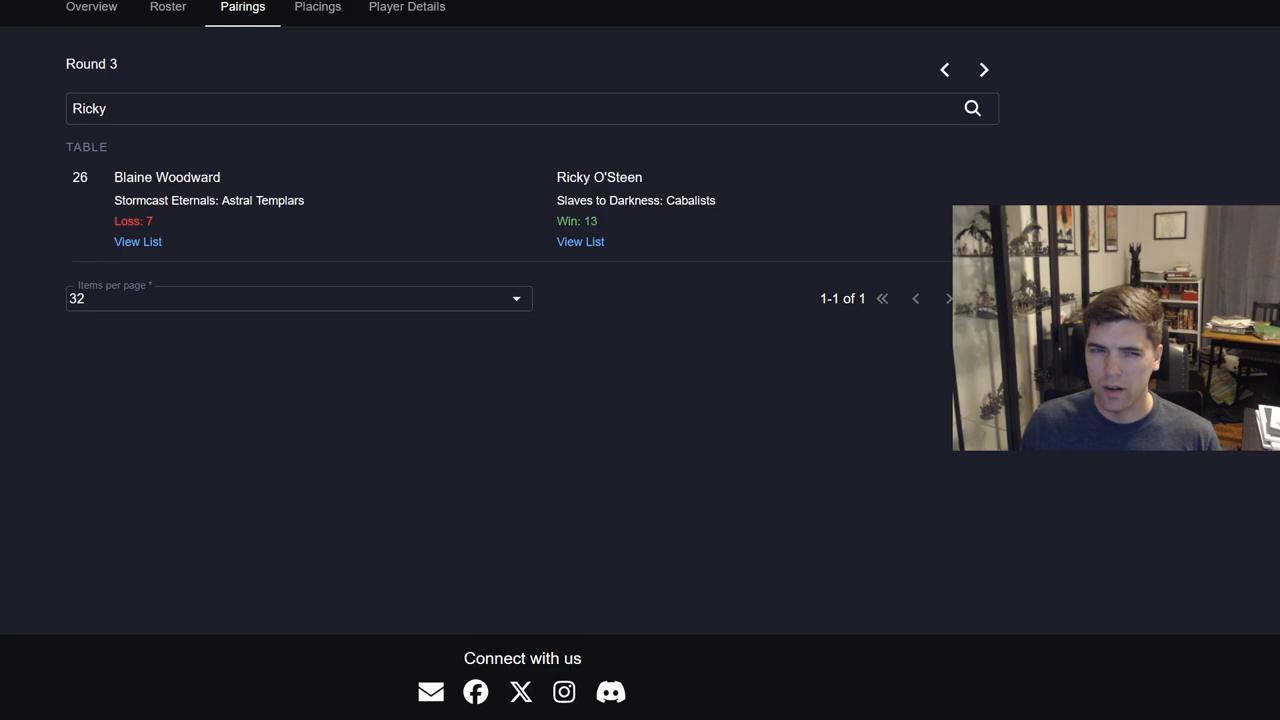 Overview Roster Pairings Placings Player Details
Round 3
Ricky
TABLE
26 Blaine Woodward Ricky O'Steen
Stormcast Eternals: Astral Templars Slaves to Darkness: Cabalists
Loss: 7 Win: 13
View List View List
Items per page *
32 1-1 of 1
Connect with us